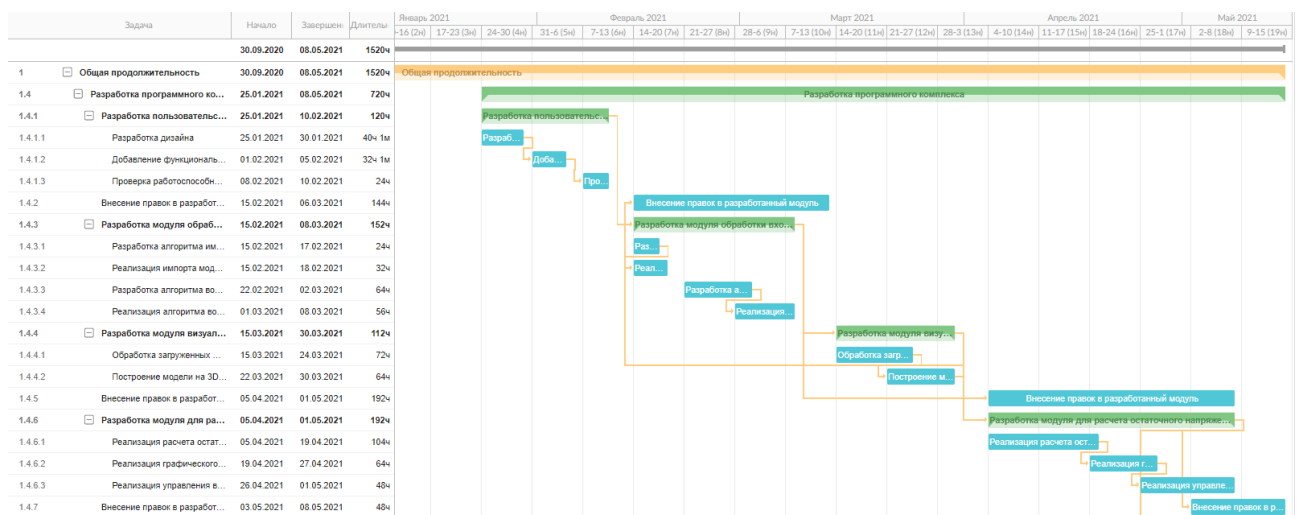 Задача Начало Завершен Длитель
Январь 2021 Февраль 2021 Март 2021 Апрель 2021 Май 2021
-16 (2н) 17-23 (3н) 24-30 (4н) 31-6 (5н) 7-13 (6н) 14-20 (7н) 21-27 (8н) 28-6 (9н) 7-13 (10н) 14-20 (11н) 21-27 (12н) 28-3 (13н) 4-10 (14н) 11-17 (15н) 18-24 (16н) 25-1 (17н) 2-8 (18н) 9-15 (19н)
30.09.2020 08.05.2021 1520ч
1 Общая продолжительность 30.09.2020 08.05.2021 1520ч Общая продолжительность
1.4 Разработка программного ко... 25.01.2021 08.05.2021 720ч Разработка программного комплекса
1.4.1 Разработка пользовательс... 25.01.2021 10.02.2021 120ч Разработка пользовательс...
1.4.1.1 Разработка дизайна 25.01.2021 30.01.2021 40ч 1м Разраб...
1.4.1.2 Добавление функциональ... 01.02.2021 05.02.2021 32ч 1м Доба...
1.4.1.3 Проверка работоспособн... 08.02.2021 10.02.2021 24ч Про...
1.4.2 Внесение правок в разработ... 15.02.2021 06.03.2021 144ч Внесение правок в разработанный модуль
1.4.3 Разработка модуля обраб... 15.02.2021 08.03.2021 152ч Разработка модуля обработки вхо...
1.4.3.1 Разработка алгоритма им... 15.02.2021 17.02.2021 24ч Раз...
1.4.3.2 Реализация импорта мод... 15.02.2021 18.02.2021 32ч Реал...
1.4.3.3 Разработка алгоритма во... 22.02.2021 02.03.2021 64ч Разработка а...
1.4.3.4 Реализация алгоритма во... 01.03.2021 08.03.2021 56ч Реализация...
1.4.4 Разработка модуля визуал... 15.03.2021 30.03.2021 112ч Разработка модуля визу...
1.4.4.1 Обработка загруженных ... 15.03.2021 24.03.2021 72ч Обработка загр...
1.4.4.2 Построение модели на 3D... 22.03.2021 30.03.2021 64ч Построение м...
1.4.5 Внесение правок в разработ... 05.04.2021 01.05.2021 192ч Внесение правок в разработанный модуль
1.4.6 Разработка модуля для ра... 05.04.2021 01.05.2021 192ч Разработка модуля для расчета остаточного напряже...
1.4.6.1 Реализация расчета остат... 05.04.2021 19.04.2021 104ч Реализация расчета ост...
1.4.6.2 Реализация графического... 19.04.2021 27.04.2021 64ч Реализация г...
1.4.6.3 Реализация управления в... 26.04.2021 01.05.2021 48ч Реализация управле...
1.4.7 Внесение правок в разработ... 03.05.2021 08.05.2021 48ч Внесение правок в р...